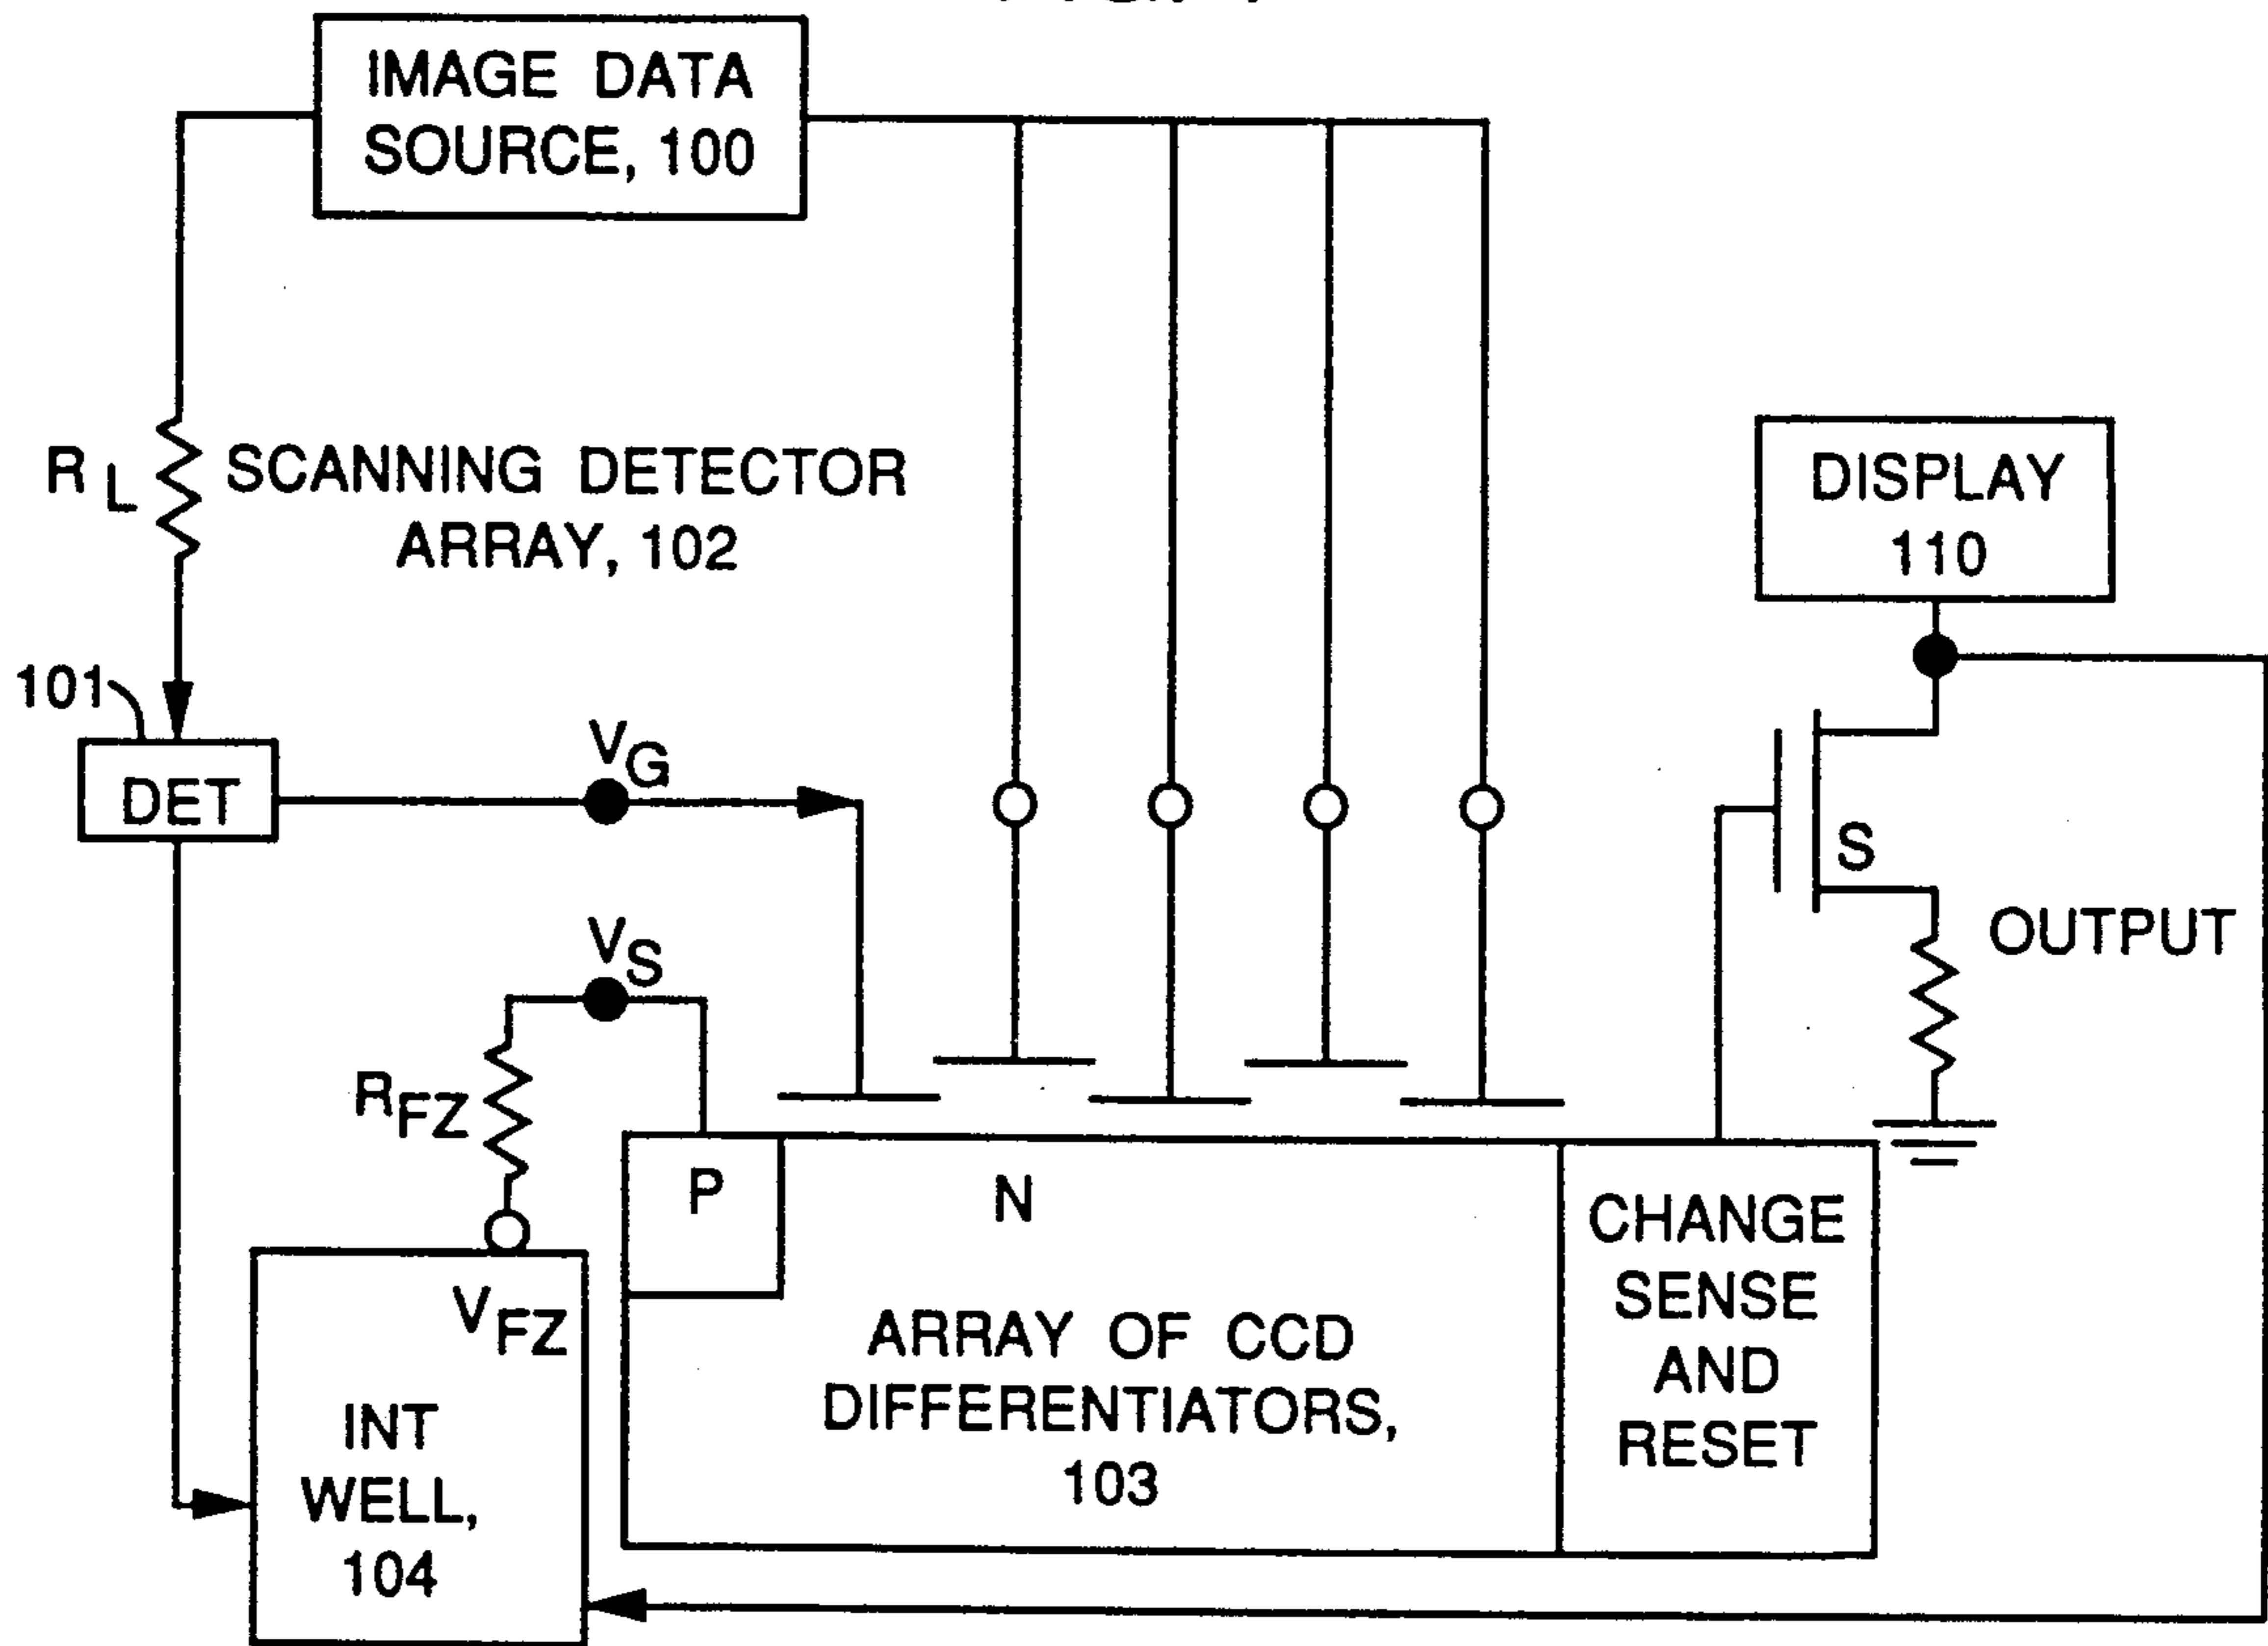 IMAGE DATA
SOURCE, 100
R L
SCANNING DETECTOR
ARRAY, 102
DISPLAY
110
101
DET
VG
S
OUTPUT
VS
RFZ
P
N
VFZ
INT
WELL,
104
ARRAY OF CCD
DIFFERENTIATORS,
103
CHANGE
SENSE
AND
RESET